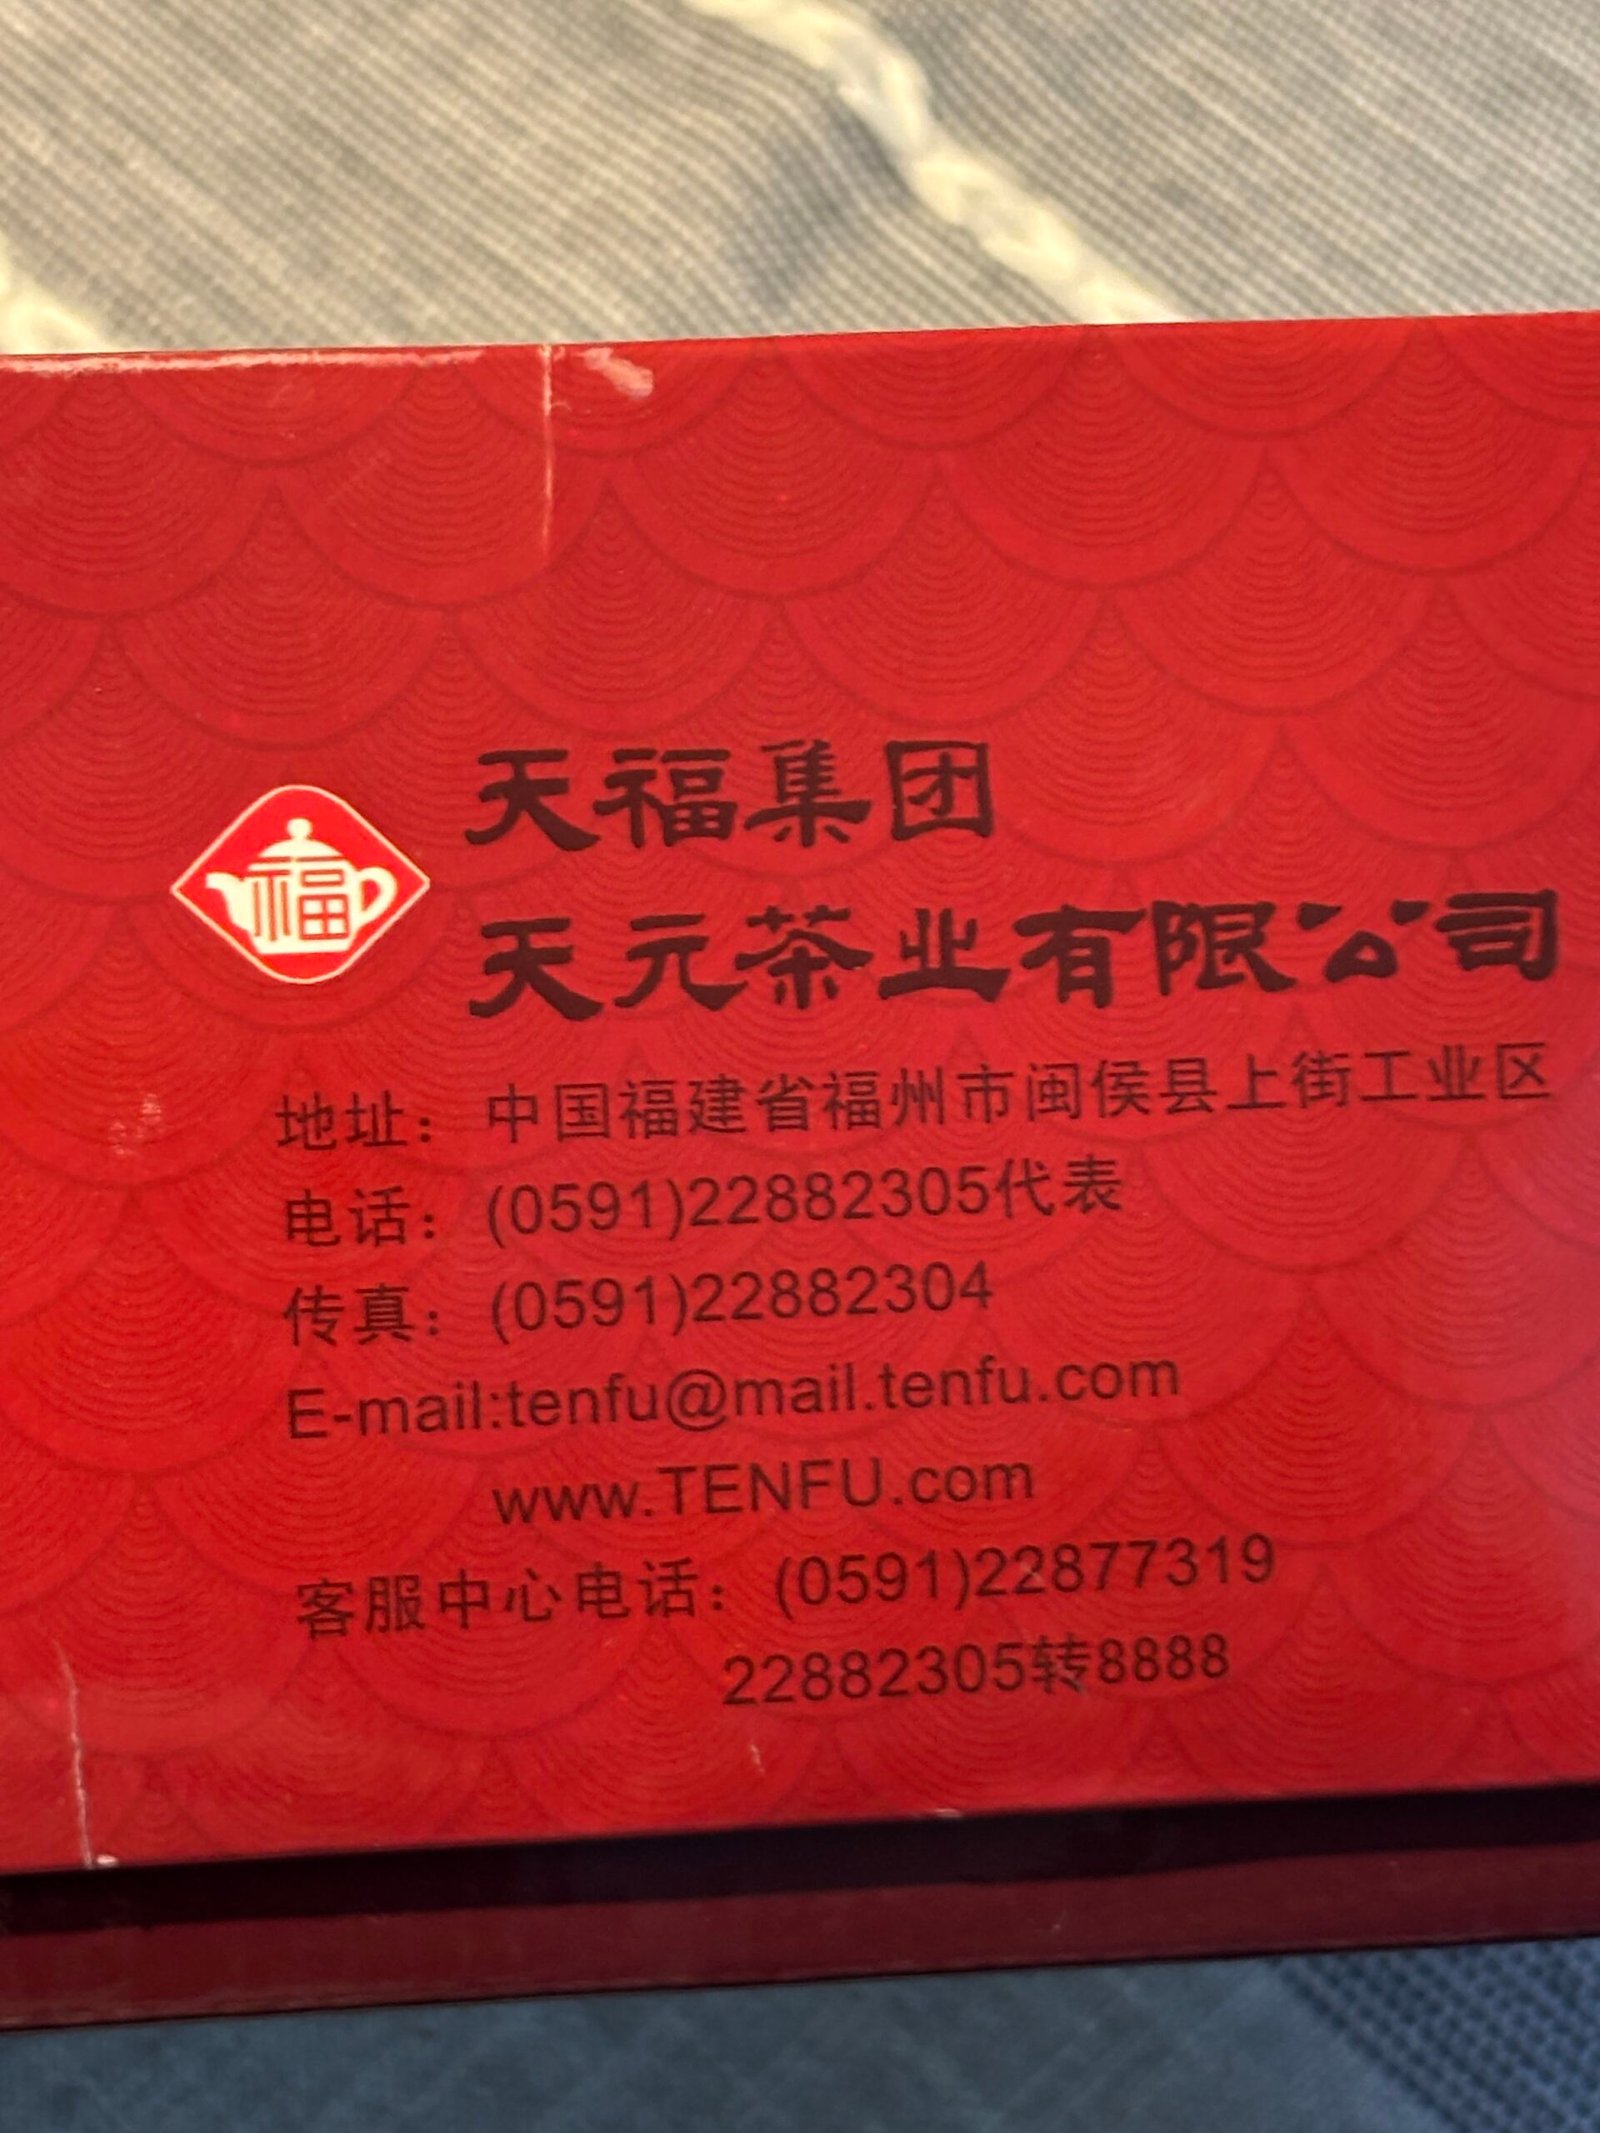 福
天福集团
天元茶业有限公司
地址： 中国福建省福州市闽侯县上街工业区
电话： (0591)22882305代表
传真： (0591)22882304
E-mail:tenfu@mail.tenfu.com
www.TENFU.com
客服中心电话： (0591)22877319
22882305转8888